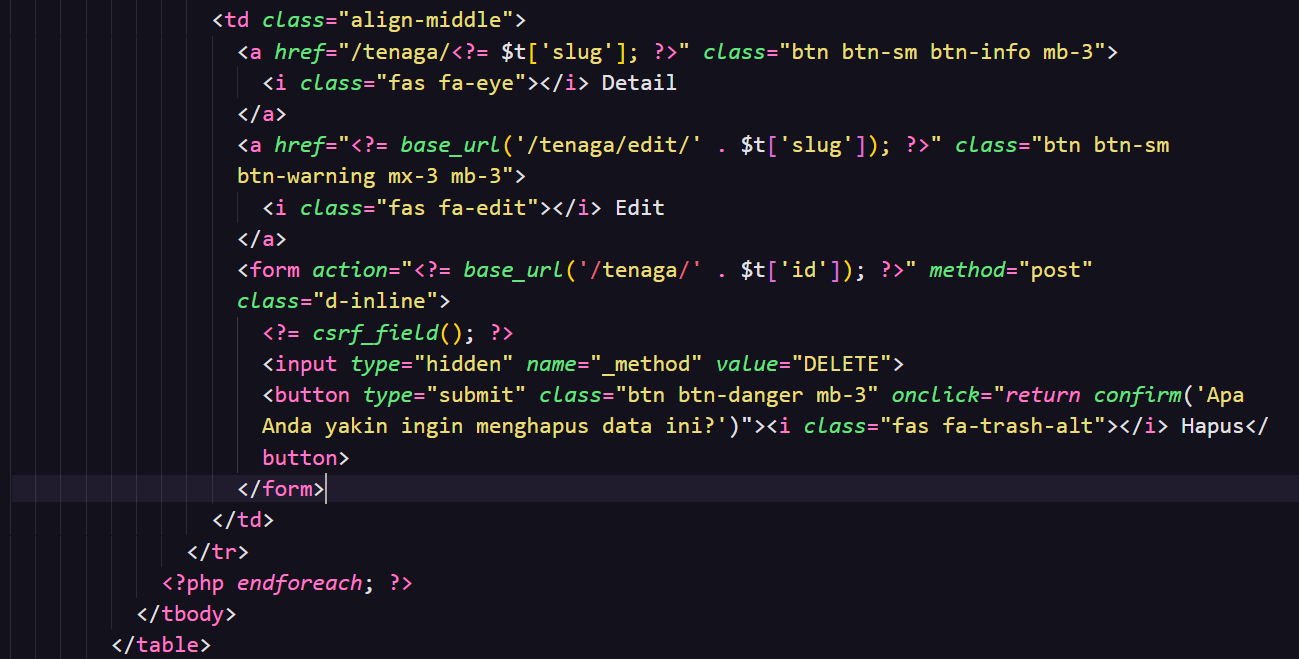 <td class="align-middle">
<a href="/tenaga/<?= $t['slug']; ?>" class="btn btn-sm btn-info mb-3">
<i class="fas fa-eye"></i> Detail
</a>
<a href="<?= base_url('/tenaga/edit/' . $t['slug']); ?>" class="btn btn-sm
btn-warning mx-3 mb-3">
<i class="fas fa-edit"></i> Edit
</a>
<form action="<?= base_url('/tenaga/' . $t['id']); ?>" method="post"
class="d-inline">
<?= csrf_field(); ?>
<input type="hidden" name="_method" value="DELETE">
<button type="submit" class="btn btn-danger mb-3" onclick="return confirm('Apa
Anda yakin ingin menghapus data ini?')"><i class="fas fa-trash-alt"></i> Hapus</
button>
</form>
</td>
</tr>
<?php endforeach; ?>
</tbody>
</table>